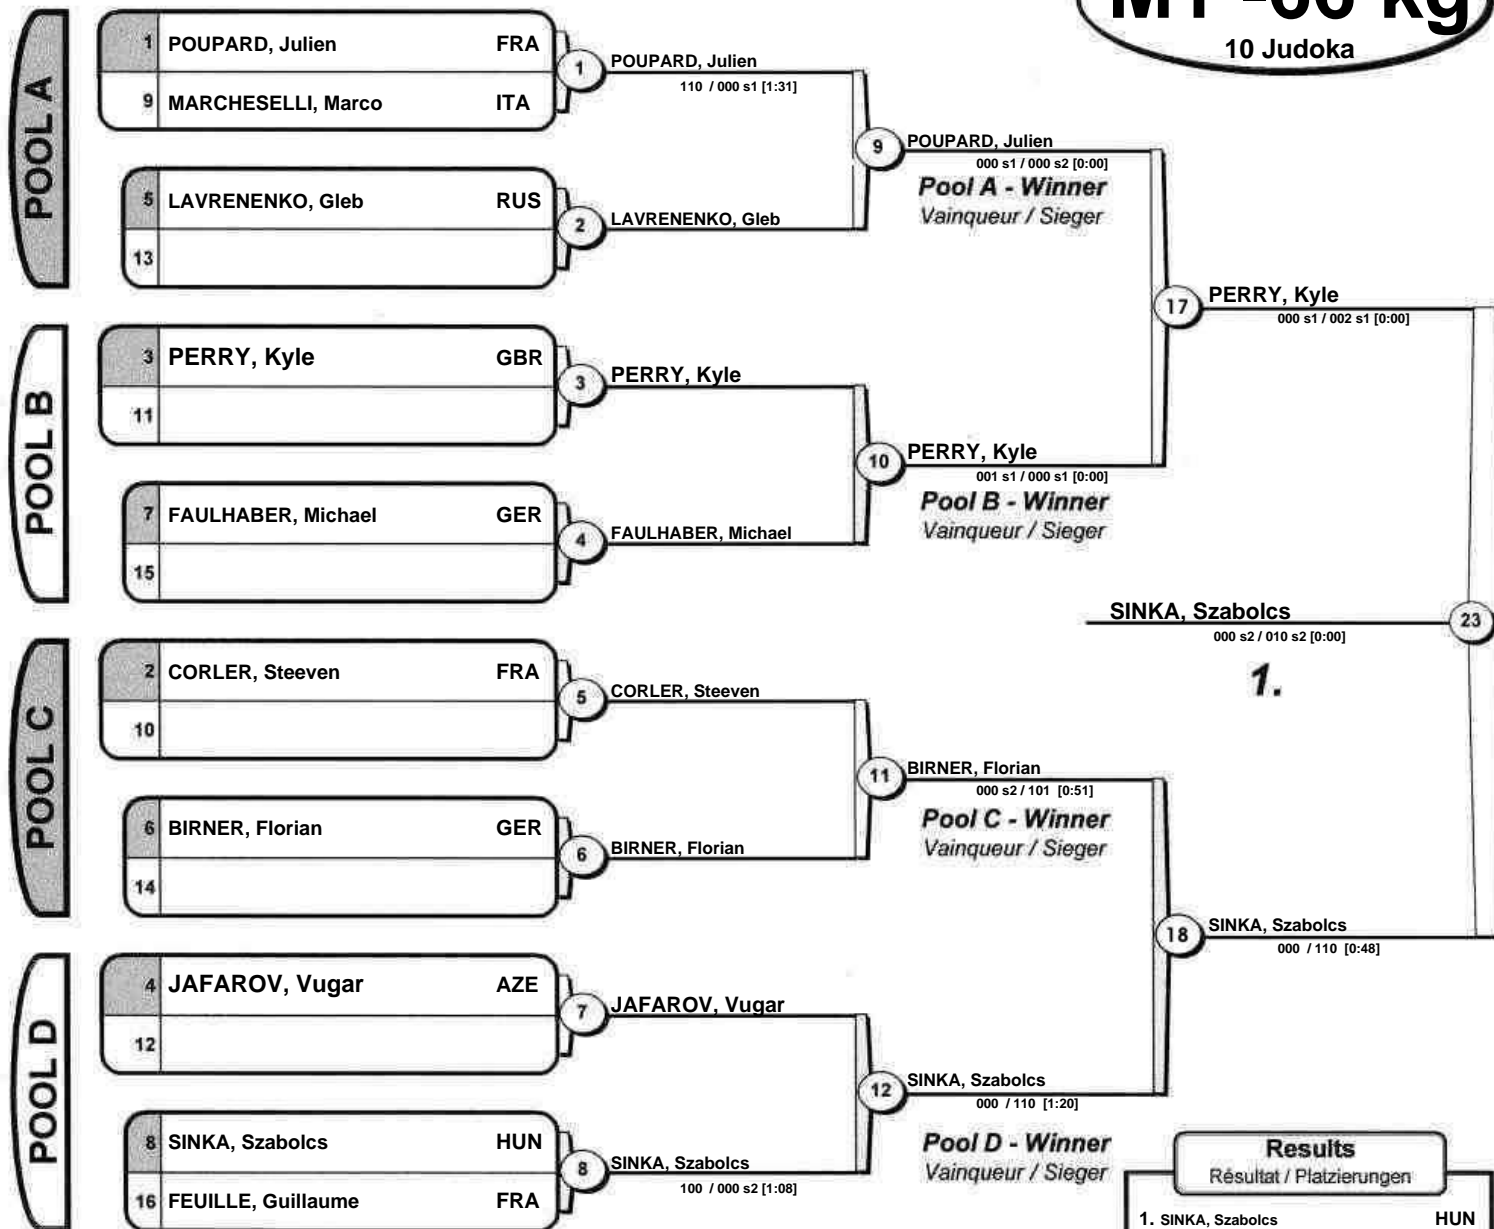 M1 -66 kg
10 Judoka
POOL A
1 POUPARD, Julien FRA
9 MARCHESELLI, Marco ITA
1
POUPARD, Julien
110 / 000 s1 [1:31]
5 LAVRENENKO, Gleb RUS
13
2
LAVRENENKO, Gleb
9
POUPARD, Julien
000 s1 / 000 s2 [0:00]
Pool A - Winner
Vainqueur / Sieger
POOL B
3 PERRY, Kyle GBR
11
3
PERRY, Kyle
7 FAULHABER, Michael GER
15
4
FAULHABER, Michael
10
PERRY, Kyle
001 s1 / 000 s1 [0:00]
Pool B - Winner
Vainqueur / Sieger
17
PERRY, Kyle
000 s1 / 002 s1 [0:00]
SINKA, Szabolcs
000 s2 / 010 s2 [0:00]
1.
23
POOL C
2 CORLER, Steeven FRA
10
5
CORLER, Steeven
6 BIRNER, Florian GER
14
6
BIRNER, Florian
11
BIRNER, Florian
000 s2 / 101 [0:51]
Pool C - Winner
Vainqueur / Sieger
18
SINKA, Szabolcs
000 / 110 [0:48]
POOL D
4 JAFAROV, Vugar AZE
12
7
JAFAROV, Vugar
8 SINKA, Szabolcs HUN
16 FEUILLE, Guillaume FRA
8
SINKA, Szabolcs
100 / 000 s2 [1:08]
12
SINKA, Szabolcs
000 / 110 [1:20]
Pool D - Winner
Vainqueur / Sieger
Results
Résultat / Platzierungen
1. SINKA, Szabolcs HUN